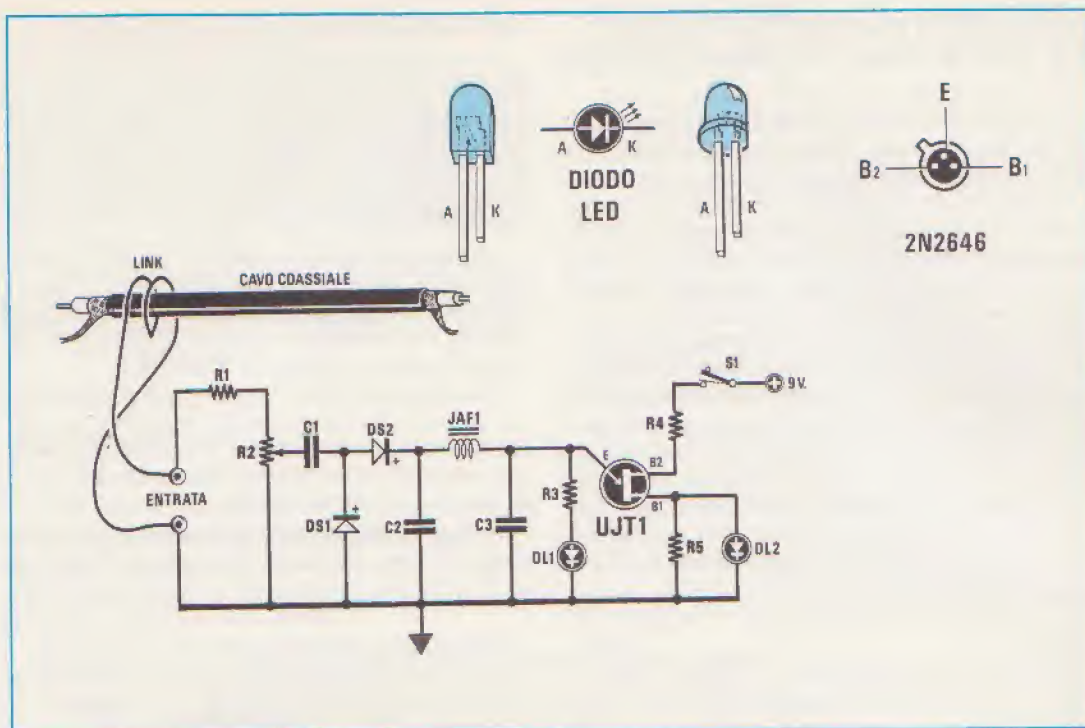 E
B2
B1
2N2646
A
K
DIODO
LED
A
K
A
K
LINK
CAVO COASSIALE
R1
R2
C1
DS2
+
JAF1
S1
9V.
R4
E
B2
B1
UJT1
ENTRATA
DS1
+
C2
C3
R3
DL1
R5
DL2